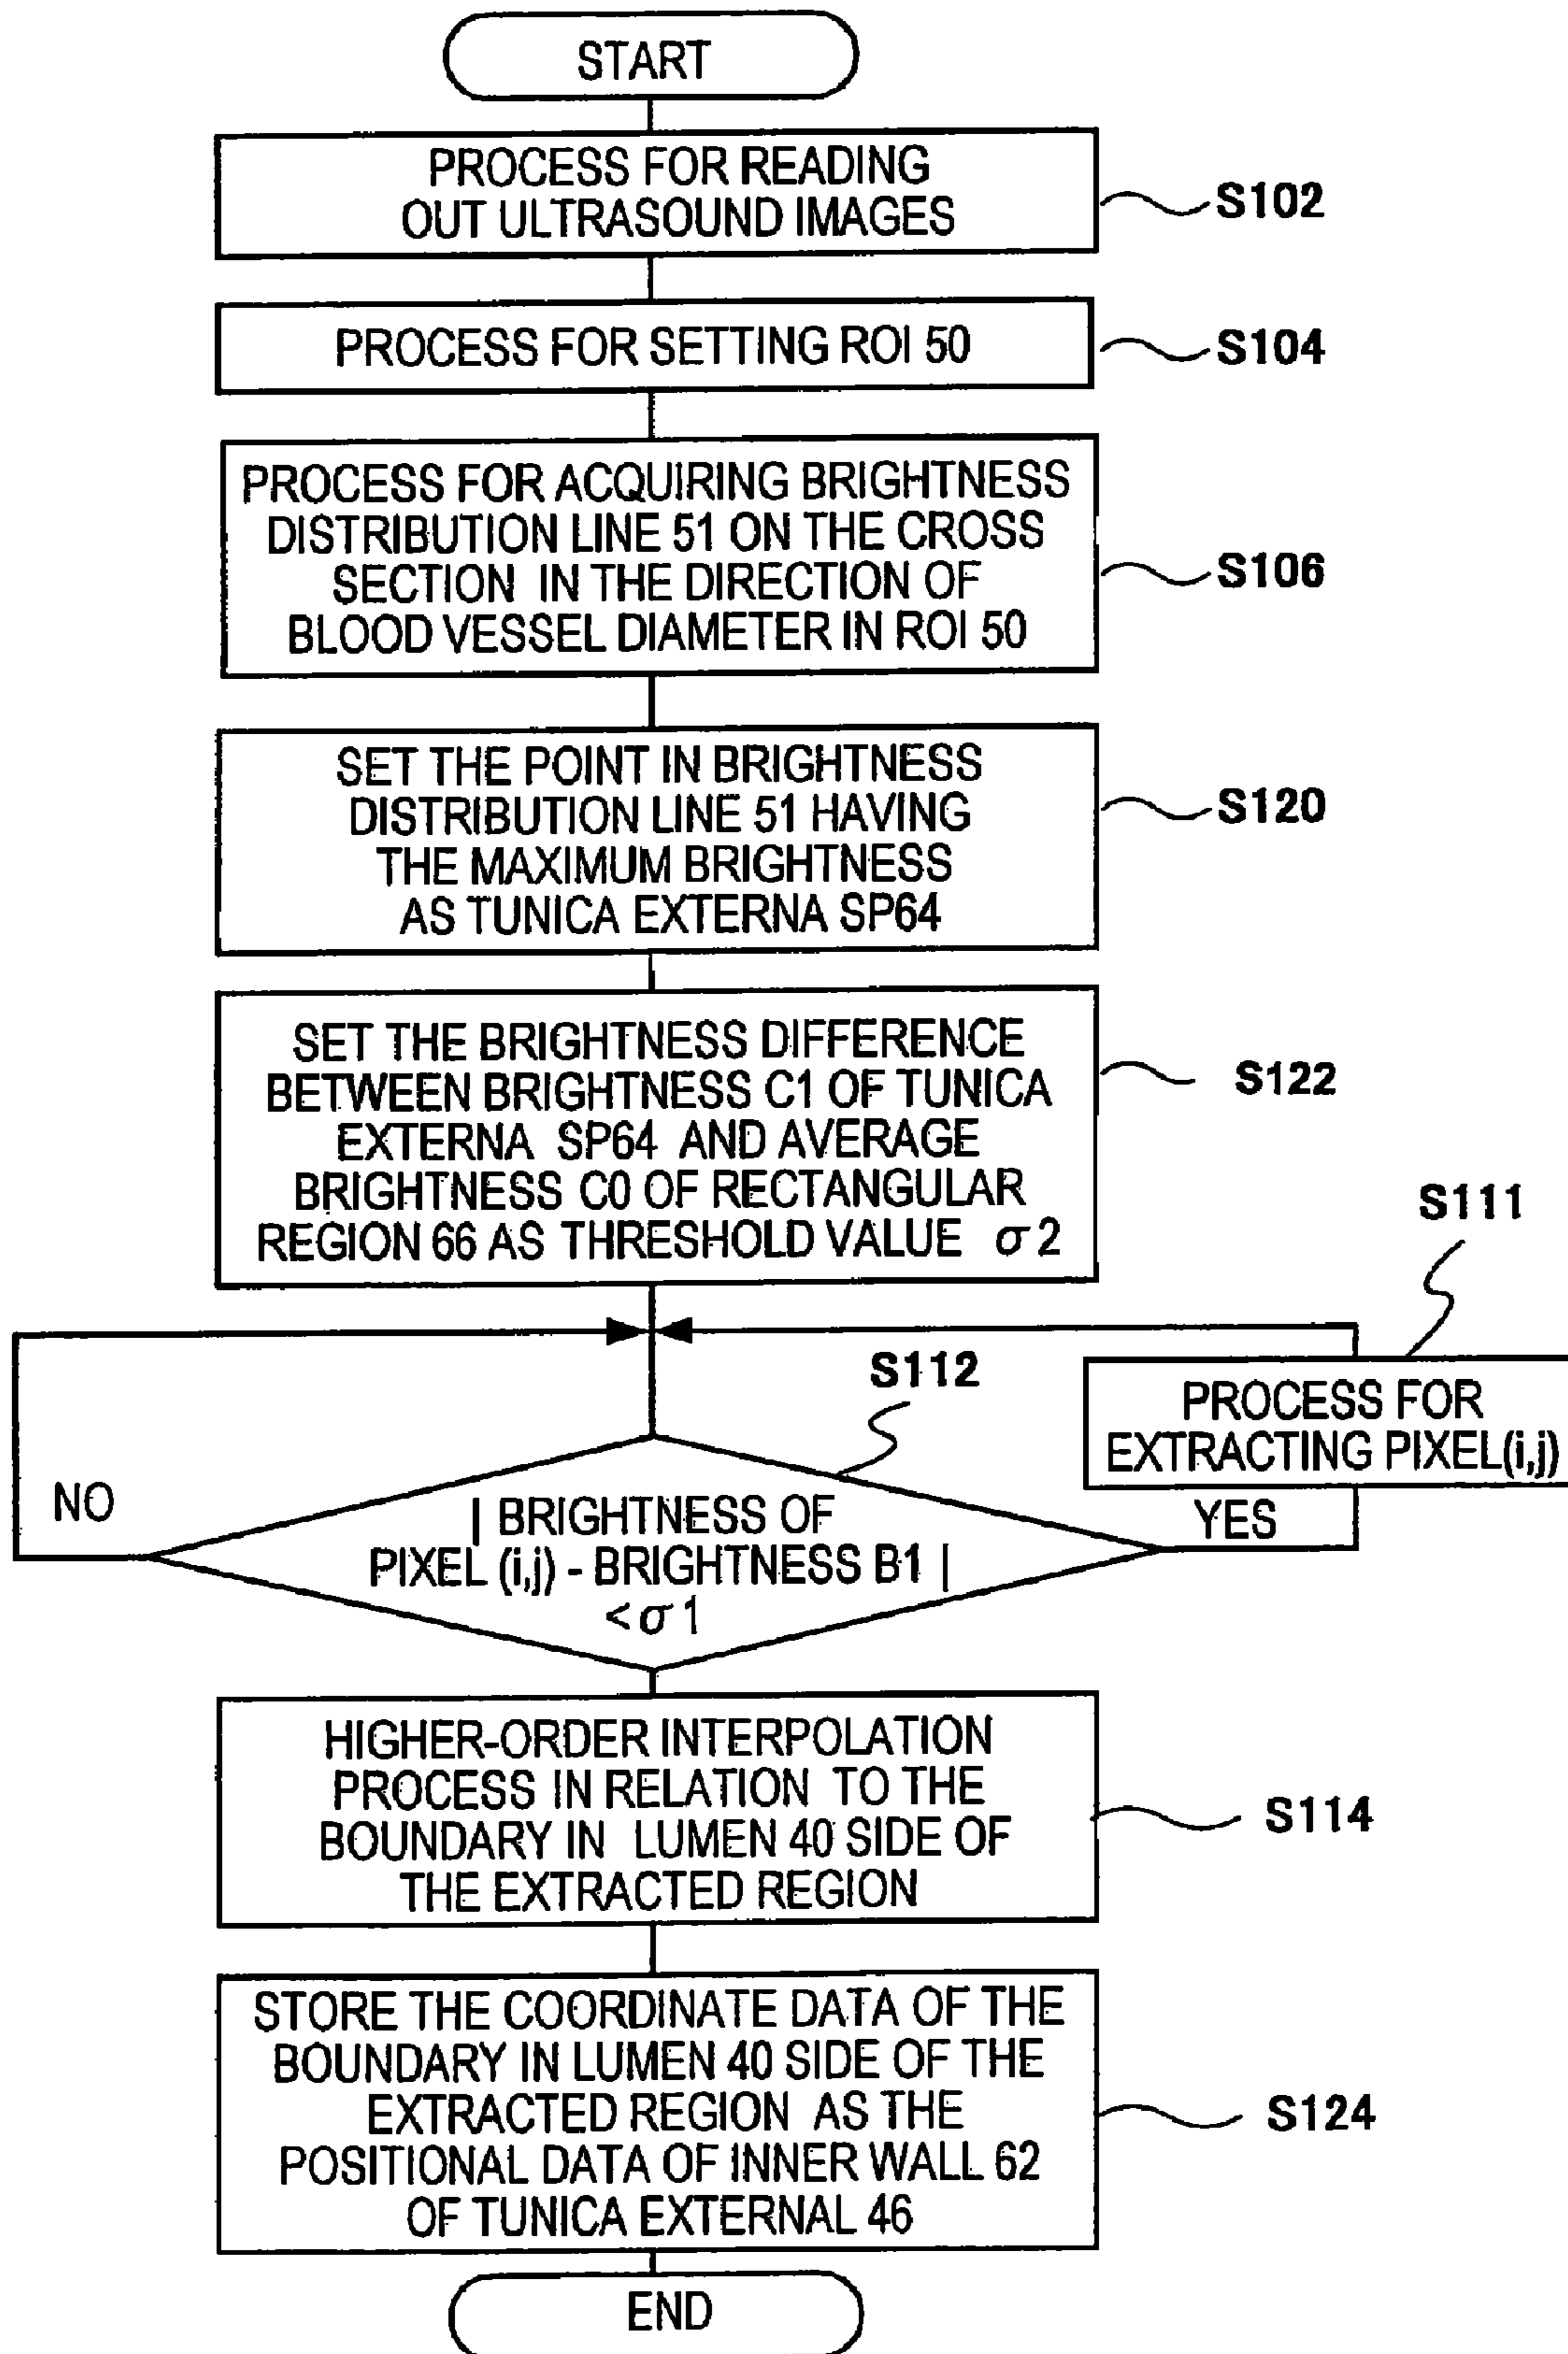 START
PROCESS FOR READING
OUT ULTRASOUND IMAGES
S102
PROCESS FOR SETTING ROI 50
S104
PROCESS FOR ACQUIRING BRIGHTNESS
DISTRIBUTION LINE 51 ON THE CROSS
SECTION IN THE DIRECTION OF
BLOOD VESSEL DIAMETER IN ROI 50
S106
SET THE POINT IN BRIGHTNESS
DISTRIBUTION LINE 51 HAVING
THE MAXIMUM BRIGHTNESS
AS TUNICA EXTERNA SP64
S120
SET THE BRIGHTNESS DIFFERENCE
BETWEEN BRIGHTNESS C1 OF TUNICA
EXTERNA SP64 AND AVERAGE
BRIGHTNESS C0 OF RECTANGULAR
REGION 66 AS THRESHOLD VALUE σ2
S122
S111
PROCESS FOR
EXTRACTING PIXEL(i,j)
S112
NO
YES
| BRIGHTNESS OF
PIXEL (i,j) - BRIGHTNESS B1 |
<σ1
HIGHER-ORDER INTERPOLATION
PROCESS IN RELATION TO THE
BOUNDARY IN LUMEN 40 SIDE OF
THE EXTRACTED REGION
S114
STORE THE COORDINATE DATA OF THE
BOUNDARY IN LUMEN 40 SIDE OF THE
EXTRACTED REGION AS THE
POSITIONAL DATA OF INNER WALL 62
OF TUNICA EXTERNAL 46
S124
END